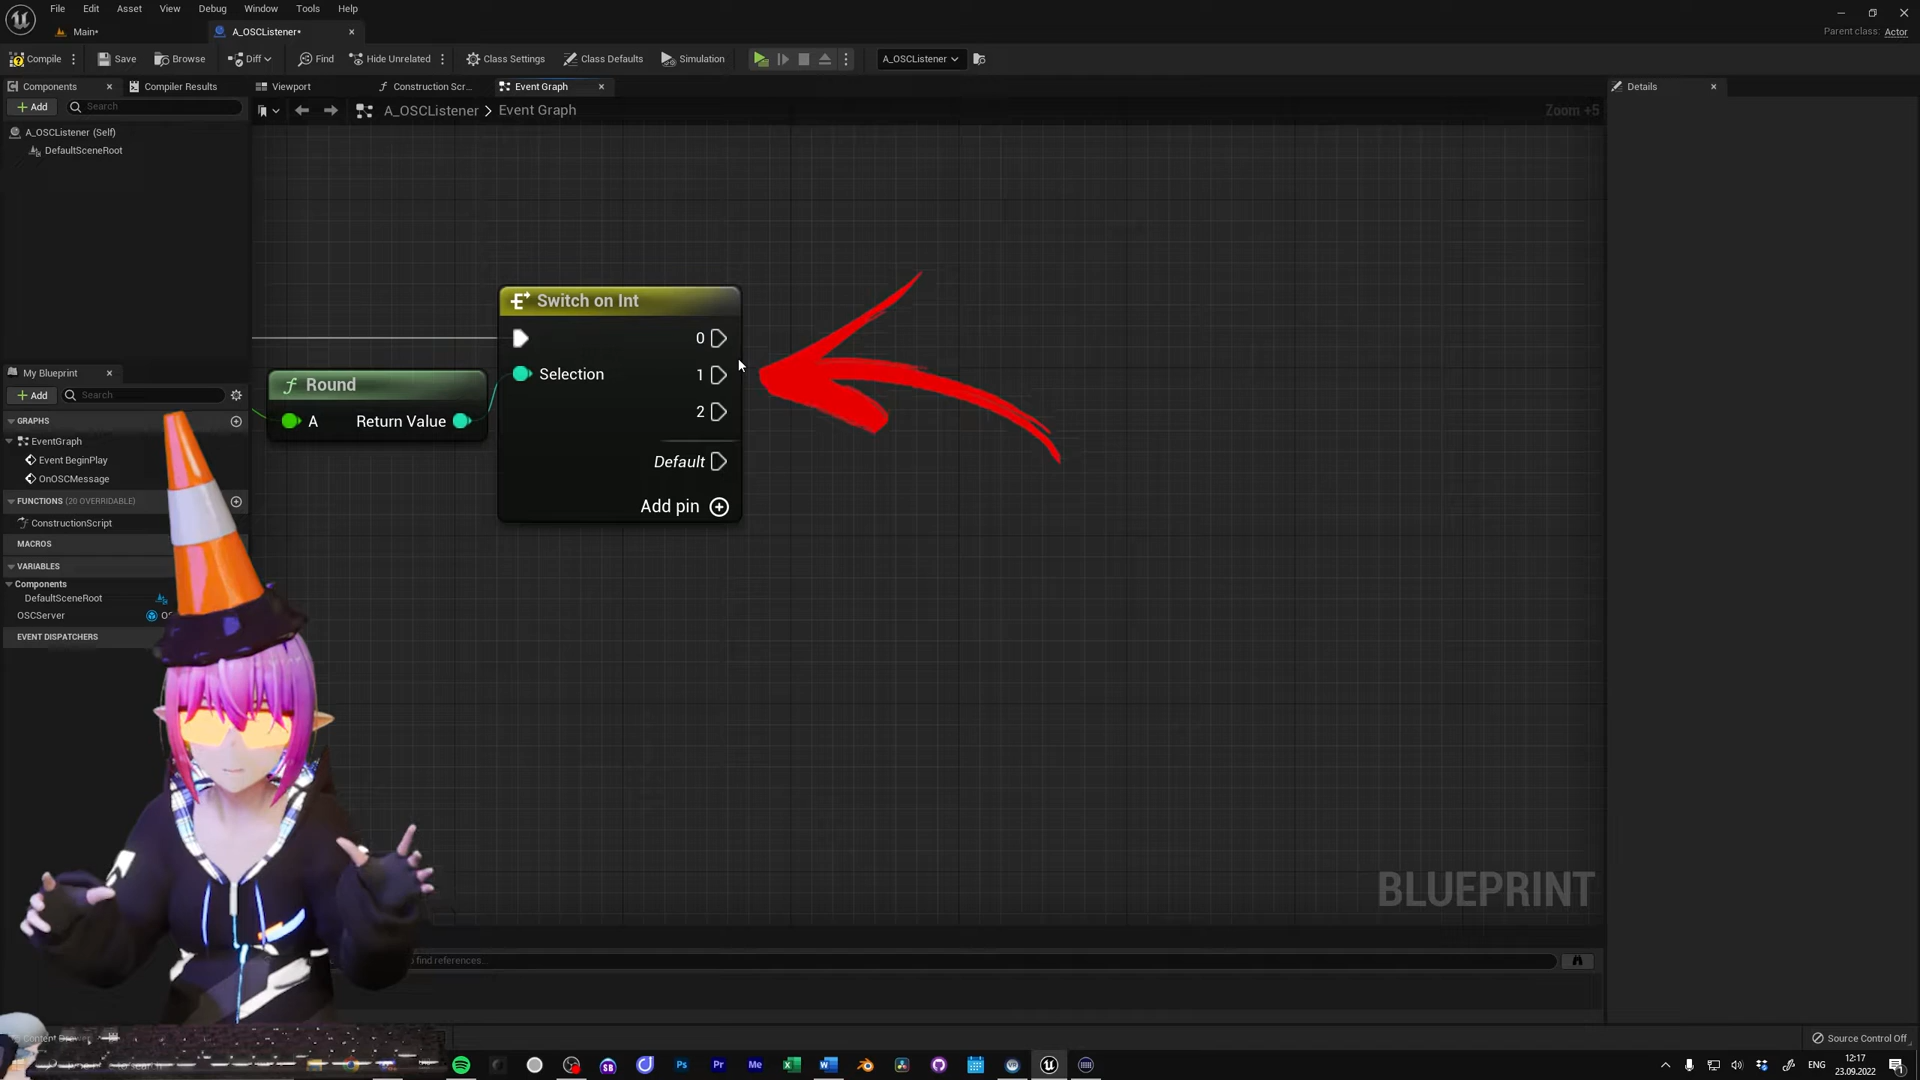 File Edit Asset View Debug Window Tools Help
Main*
A_OSCListener*
Parent class: Actor
Compile Save Browse Diff Find Hide Unrelated Class Settings Class Defaults Simulation A_OSCListener
Components Compiler Results Viewport Construction Scr... Event Graph Details
Add Search
A_OSCListener > Event Graph
Zoom +5
A_OSCListener (Self)
DefaultSceneRoot
Switch on Int
0
Selection
1
2
Default
Add pin
Round
A
Return Value
My Blueprint
Add Search
GRAPHS
EventGraph
Event BeginPlay
OnOSCMessage
FUNCTIONS (20 OVERRIDABLE)
ConstructionScript
MACROS
VARIABLES
Components
DefaultSceneRoot
OSCServer
EVENT DISPATCHERS
BLUEPRINT
find references...
Source Control Off
SB
Ps
Pr
Me
ENG
12:17
23.09.2022